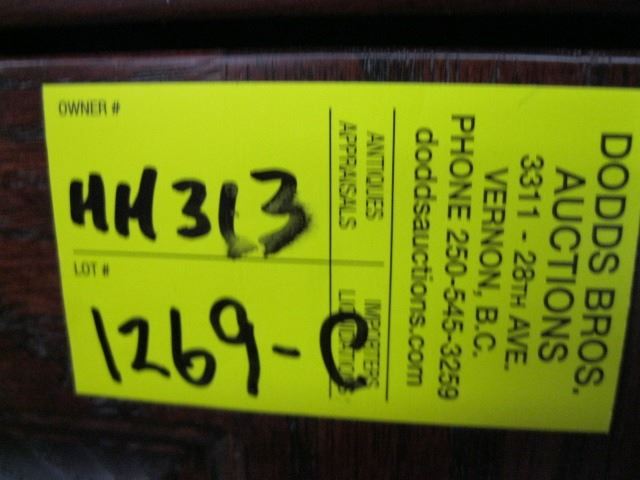 OWNER #
HH313
LOT #
1269-C
DODDS BROS.
AUCTIONS
3311 - 28TH AVE.
VERNON, B.C.
PHONE 250-545-3259
doddsauctions.com
ANTIQUES IMPORTERS
APPRAISALS LIQUIDATORS